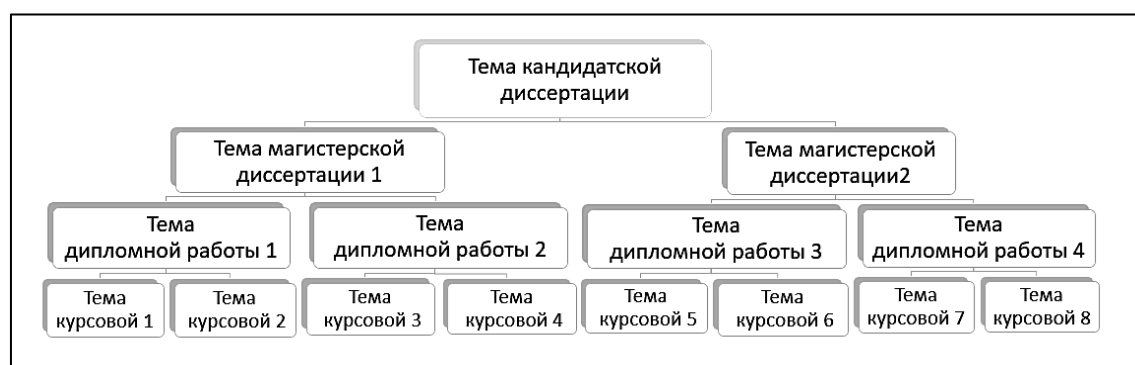 Тема кандидатской
диссертации
Тема магистерской
диссертации 1
Тема магистерской
диссертации2
Тема
дипломной работы 1
Тема
дипломной работы 2
Тема
дипломной работы 3
Тема
дипломной работы 4
Тема
курсовой 1
Тема
курсовой 2
Тема
курсовой 3
Тема
курсовой 4
Тема
курсовой 5
Тема
курсовой 6
Тема
курсовой 7
Тема
курсовой 8